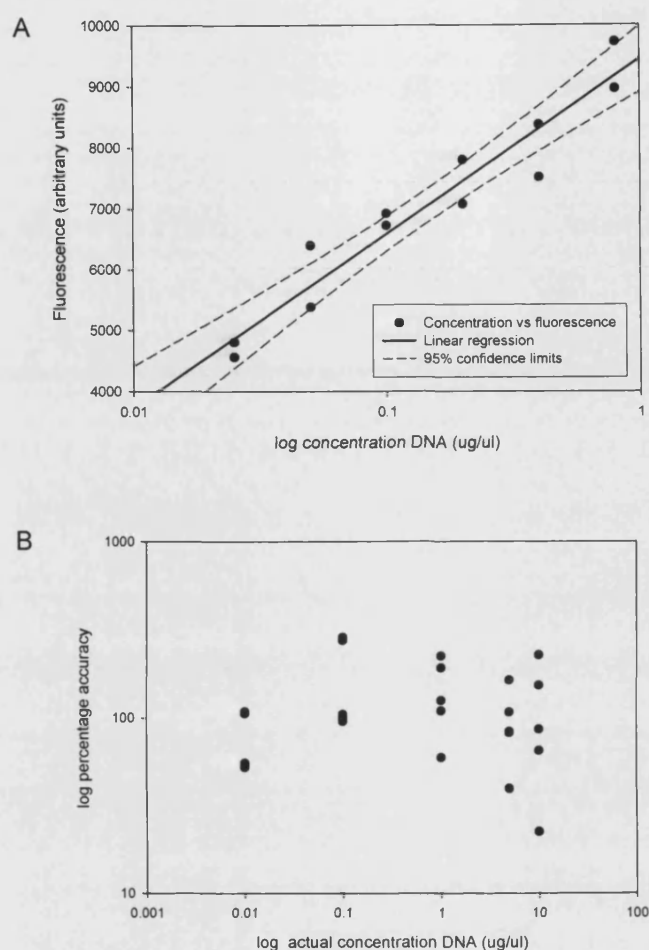 A
10000
9000
8000
7000
6000
5000
4000
Fluorescence (arbitrary units)
Concentration vs fluorescence
Linear regression
95% confidence limits
0.01
0.1
1
log concentration DNA (ug/ul)
B
1000
100
10
log percentage accuracy
0.001
0.01
0.1
1
10
100
log actual concentration DNA (ug/ul)